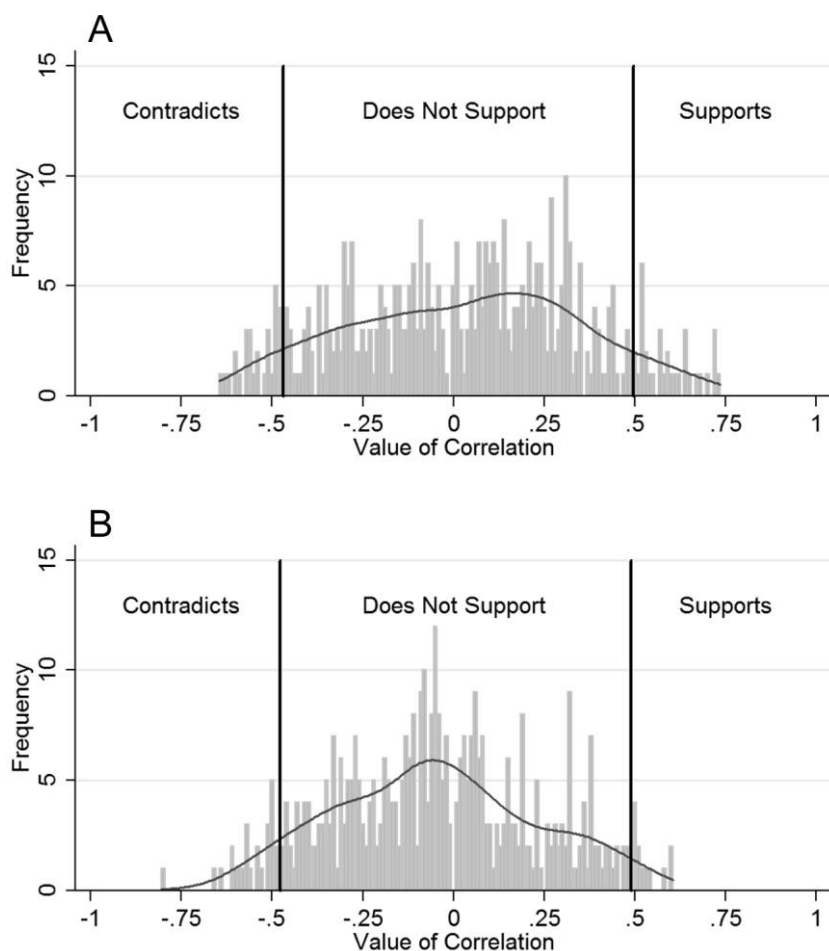 A
15
Contradicts Does Not Support Supports
10
Frequency
5
0
-1 -.75 -.5 -.25 0 .25 .5 .75 1
Value of Correlation
B
15
Contradicts Does Not Support Supports
10
Frequency
5
0
-1 -.75 -.5 -.25 0 .25 .5 .75 1
Value of Correlation